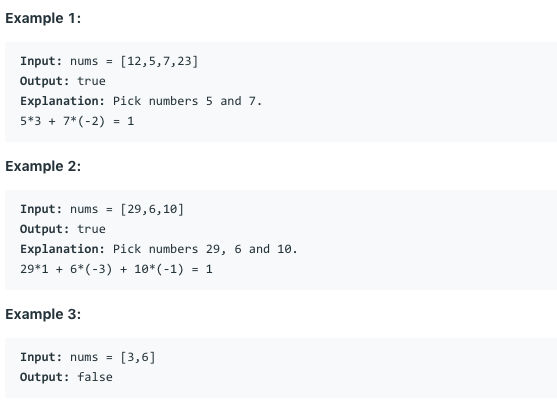 Example 1:
Input: nums = [12,5,7,23]
Output: true
Explanation: Pick numbers 5 and 7.
5*3 + 7*(-2) = 1
Example 2:
Input: nums = [29,6,10]
Output: true
Explanation: Pick numbers 29, 6 and 10.
29*1 + 6*(-3) + 10*(-1) = 1
Example 3:
Input: nums = [3,6]
Output: false